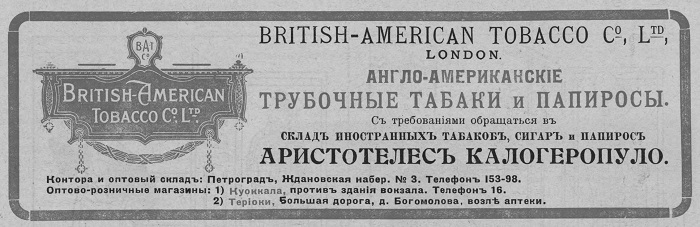 BAT
Co
BRITISH-AMERICAN
TOBACCO Co. LTD.
BRITISH-AMERICAN TOBACCO Co, LTD,
LONDON.
АНГЛО-АМЕРИКАНСКІЕ
ТРУБОЧНЫЕ ТАБАКИ и ПАПИРОСЫ.
Съ требованіями обращаться въ
СКЛАДЪ ИНОСТРАННЫХЪ ТАБАКОВЪ, СИГАРЪ и ПАПИРОСЪ
АРИСТОТЕЛЕСЪ КАЛОГЕРОПУЛО.
Контора и оптовый складъ: Петроградъ, Ждановская набер. № 3. Телефонъ 153-98.
Оптово-розничные магазины: 1) Куоккала, противъ зданія вокзала. Телефонъ 16.
2) Теріоки, Большая дорога, д. Богомолова, возлѣ аптеки.